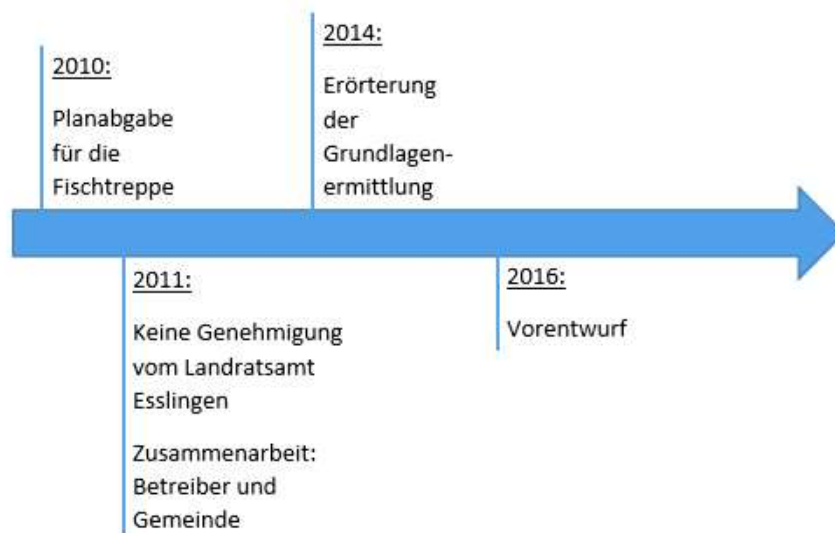 2010:
Planabgabe
für die
Fischtreppe
2014:
Erörterung
der
Grundlagen-
ermittlung
2011:
Keine Genehmigung
vom Landratsamt
Esslingen
Zusammenarbeit:
Betreiber und
Gemeinde
2016:
Vorentwurf